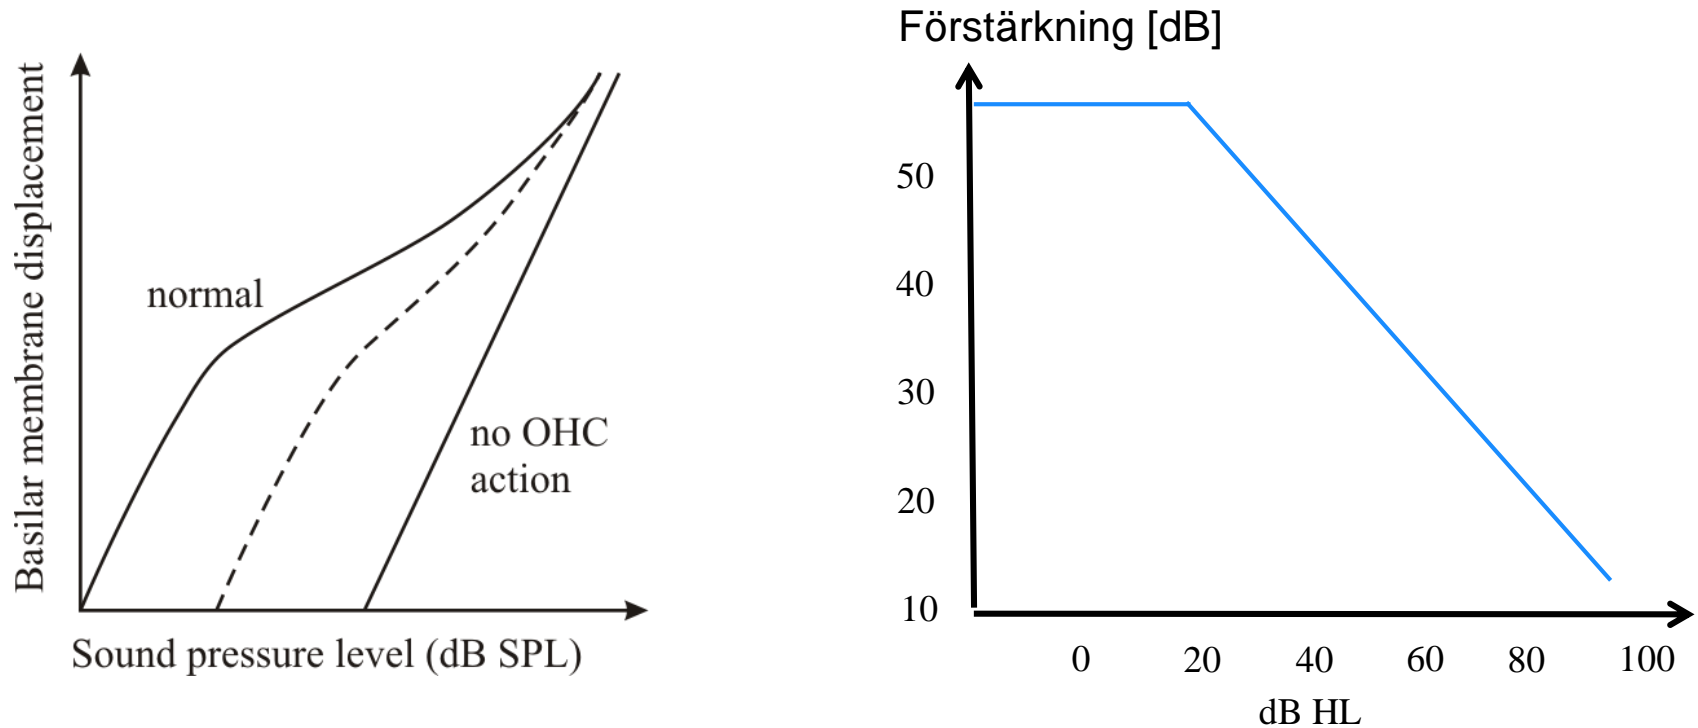 Basilar membrane displacement
normal
no OHC
action
Sound pressure level (dB SPL)
Förstärkning [dB]
50
40
30
20
10
0 20 40 60 80 100
dB HL